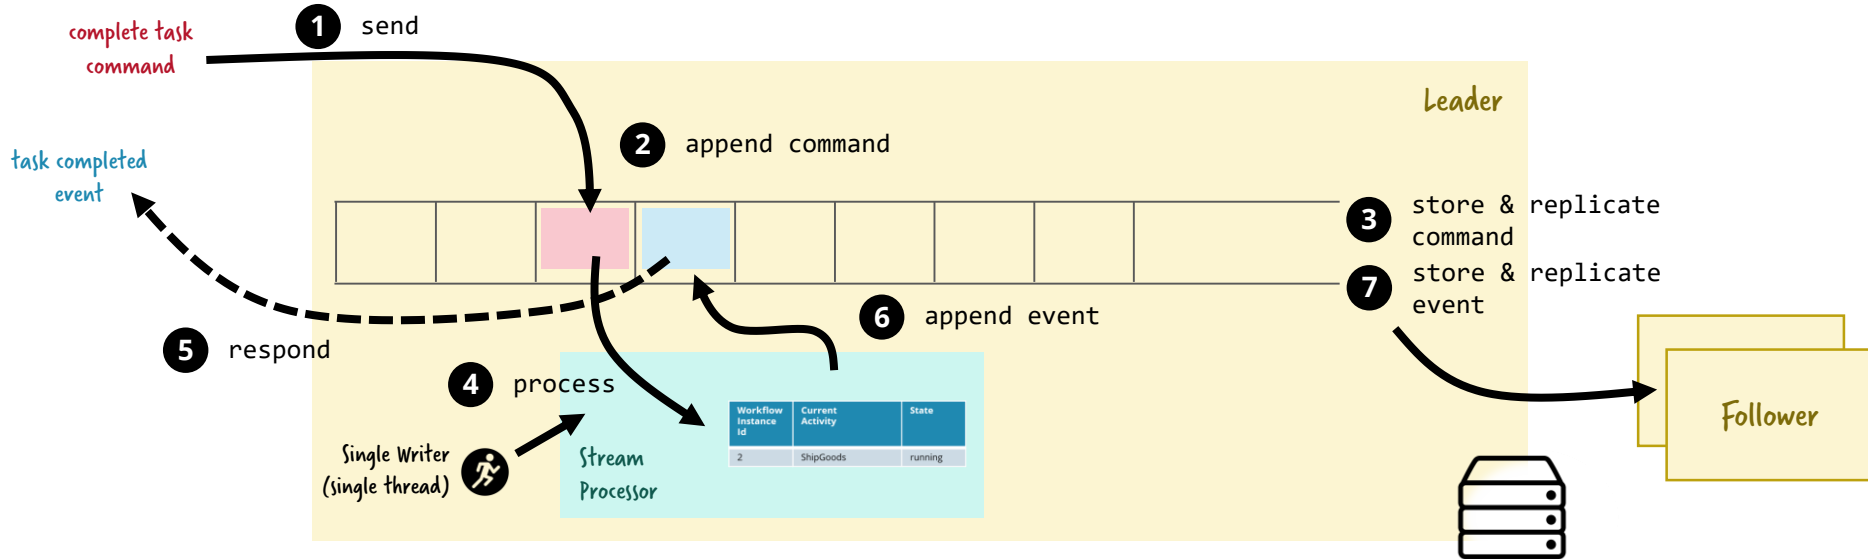 complete task
command
1 send
Leader
2 append command
task completed
event
3 store & replicate
command
7 store & replicate
event
6 append event
5 respond
4 process
Workflow Instance Id Current Activity State
2 ShipGoods running
Single Writer
(single thread)
Stream
Processor
Follower